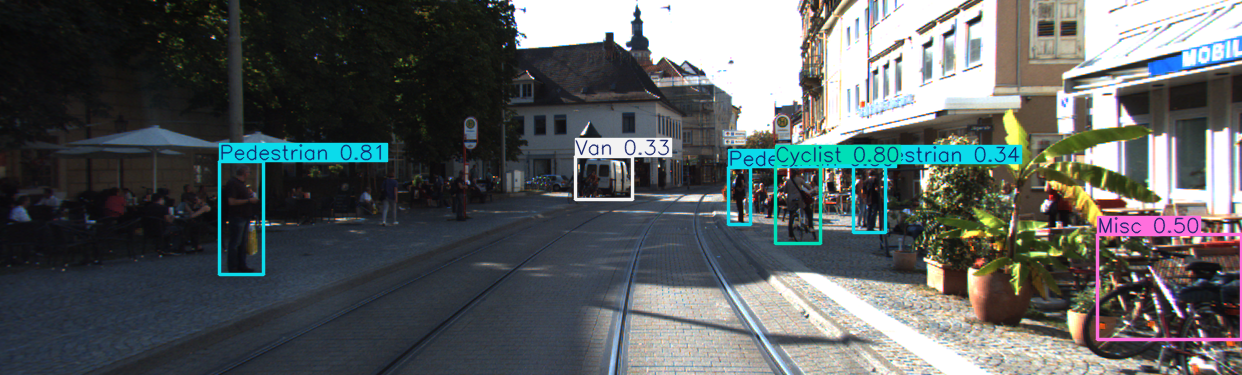 Pedestrian 0.81
Van 0.33
Pede
Cyclist 0.80
strian 0.34
MOBIL
Misc 0.50